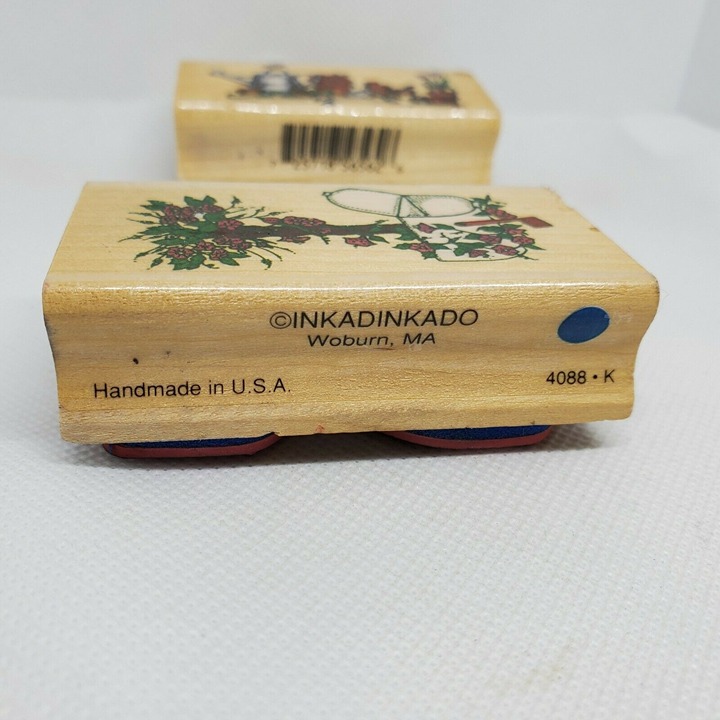 ©INKADINKADO
Woburn, MA
Handmade in U.S.A.
4088 • K